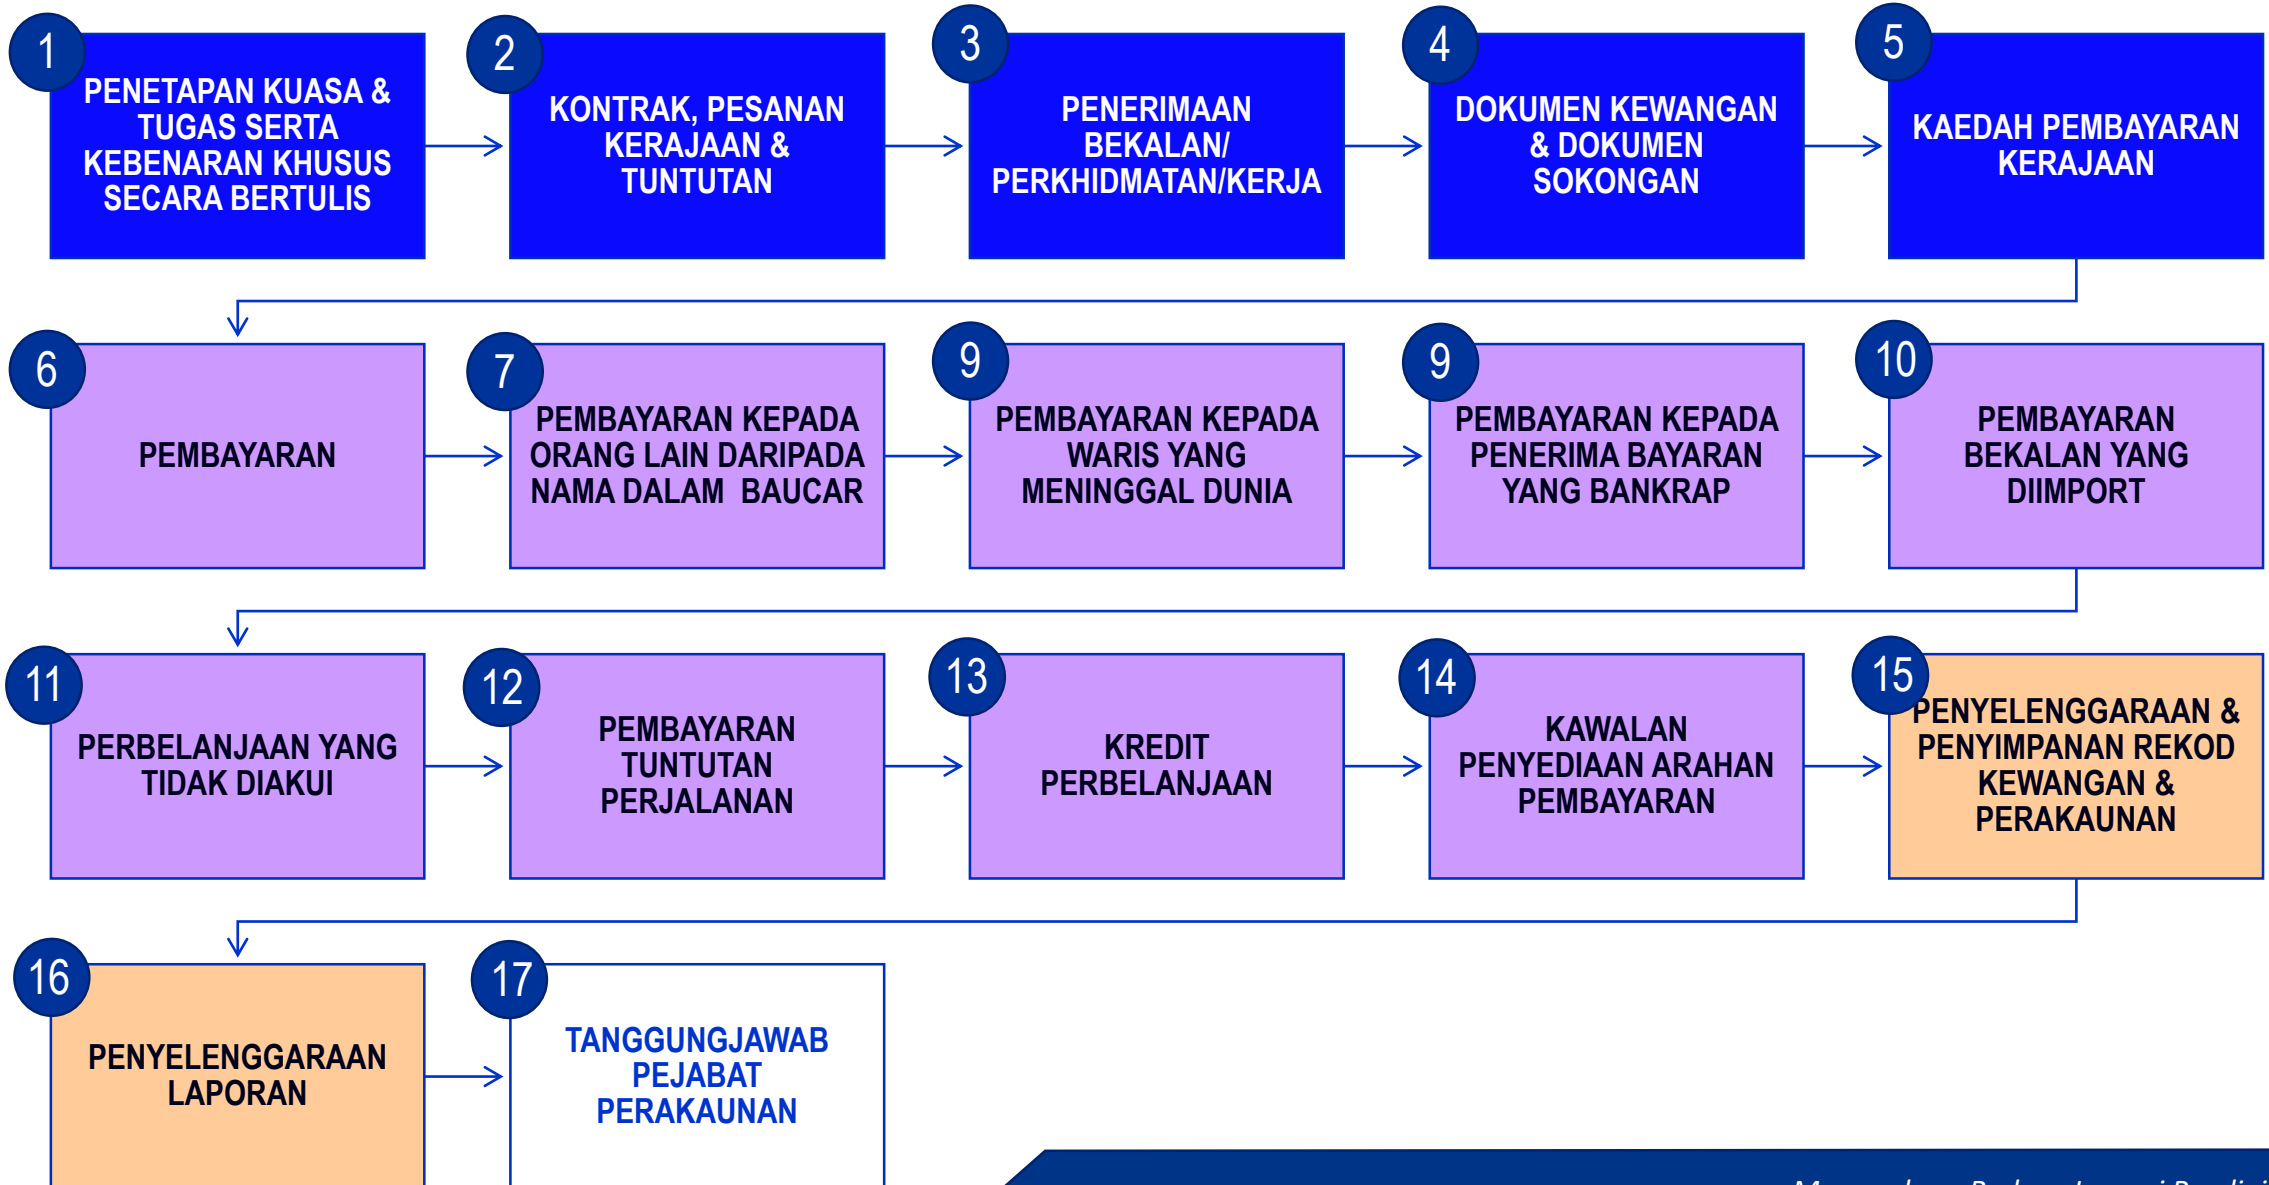 1
PENETAPAN KUASA &
TUGAS SERTA
KEBENARAN KHUSUS
SECARA BERTULIS
2
KONTRAK, PESANAN
KERAJAAN &
TUNTUTAN
3
PENERIMAAN
BEKALAN/
PERKHIDMATAN/KERJA
4
DOKUMEN KEWANGAN
& DOKUMEN
SOKONGAN
5
KAEDAH PEMBAYARAN
KERAJAAN
6
PEMBAYARAN
7
PEMBAYARAN KEPADA
ORANG LAIN DARIPADA
NAMA DALAM BAUCAR
9
PEMBAYARAN KEPADA
WARIS YANG
MENINGGAL DUNIA
9
PEMBAYARAN KEPADA
PENERIMA BAYARAN
YANG BANKRAP
10
PEMBAYARAN
BEKALAN YANG
DIIMPORT
11
PERBELANJAAN YANG
TIDAK DIAKUI
12
PEMBAYARAN
TUNTUTAN
PERJALANAN
13
KREDIT
PERBELANJAAN
14
KAWALAN
PENYEDIAAN ARAHAN
PEMBAYARAN
15
PENYELENGGARAAN &
PENYIMPANAN REKOD
KEWANGAN &
PERAKAUNAN
16
PENYELENGGARAAN
LAPORAN
17
TANGGUNGJAWAB
PEJABAT
PERAKAUNAN